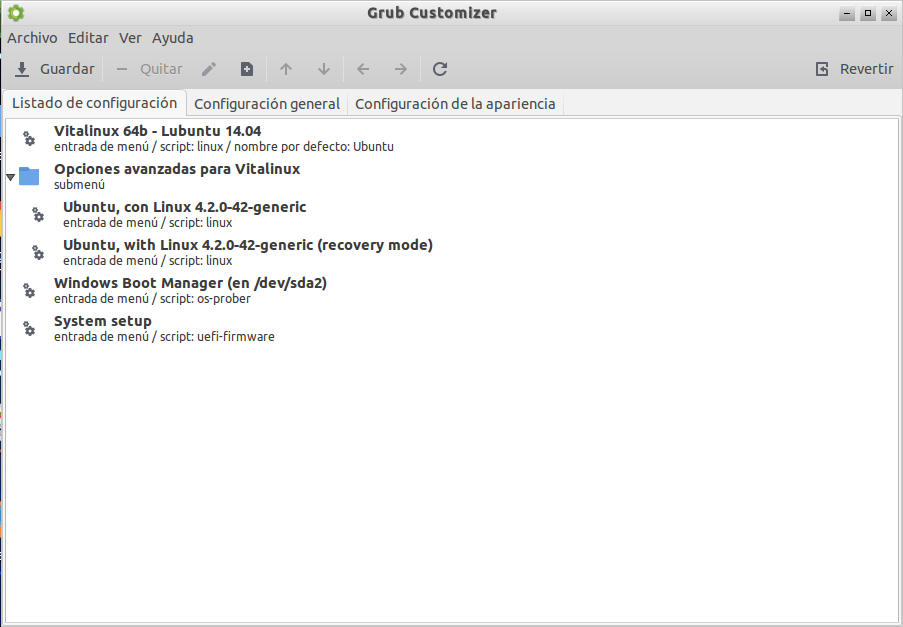 Grub Customizer
Archivo Editar Ver Ayuda
Guardar Quitar Revertir
Listado de configuración Configuración general Configuración de la apariencia
Vitalinux 64b - Lubuntu 14.04
entrada de menú / script: linux / nombre por defecto: Ubuntu
Opciones avanzadas para Vitalinux
submenú
Ubuntu, con Linux 4.2.0-42-generic
entrada de menú / script: linux
Ubuntu, with Linux 4.2.0-42-generic (recovery mode)
entrada de menú / script: linux
Windows Boot Manager (en /dev/sda2)
entrada de menú / script: os-prober
System setup
entrada de menú / script: uefi-firmware